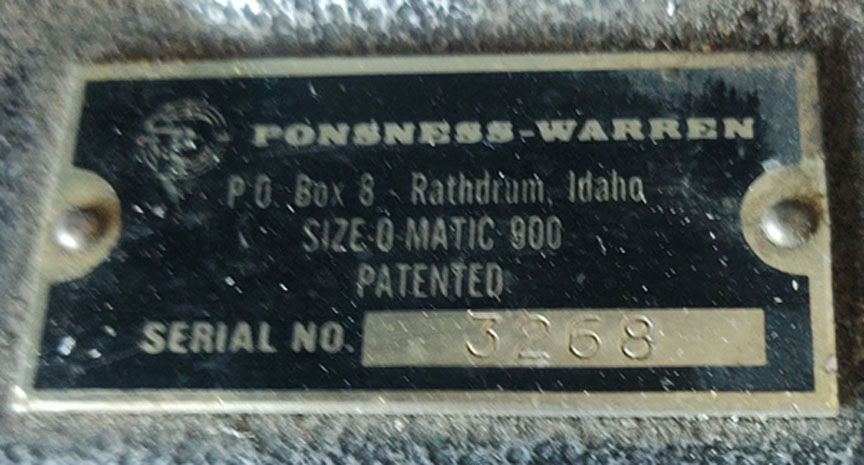 PONSNESS-WARREN
P.O. Box 8 - Rathdrum, Idaho
SIZE-O-MATIC 900
PATENTED
SERIAL NO. 3268